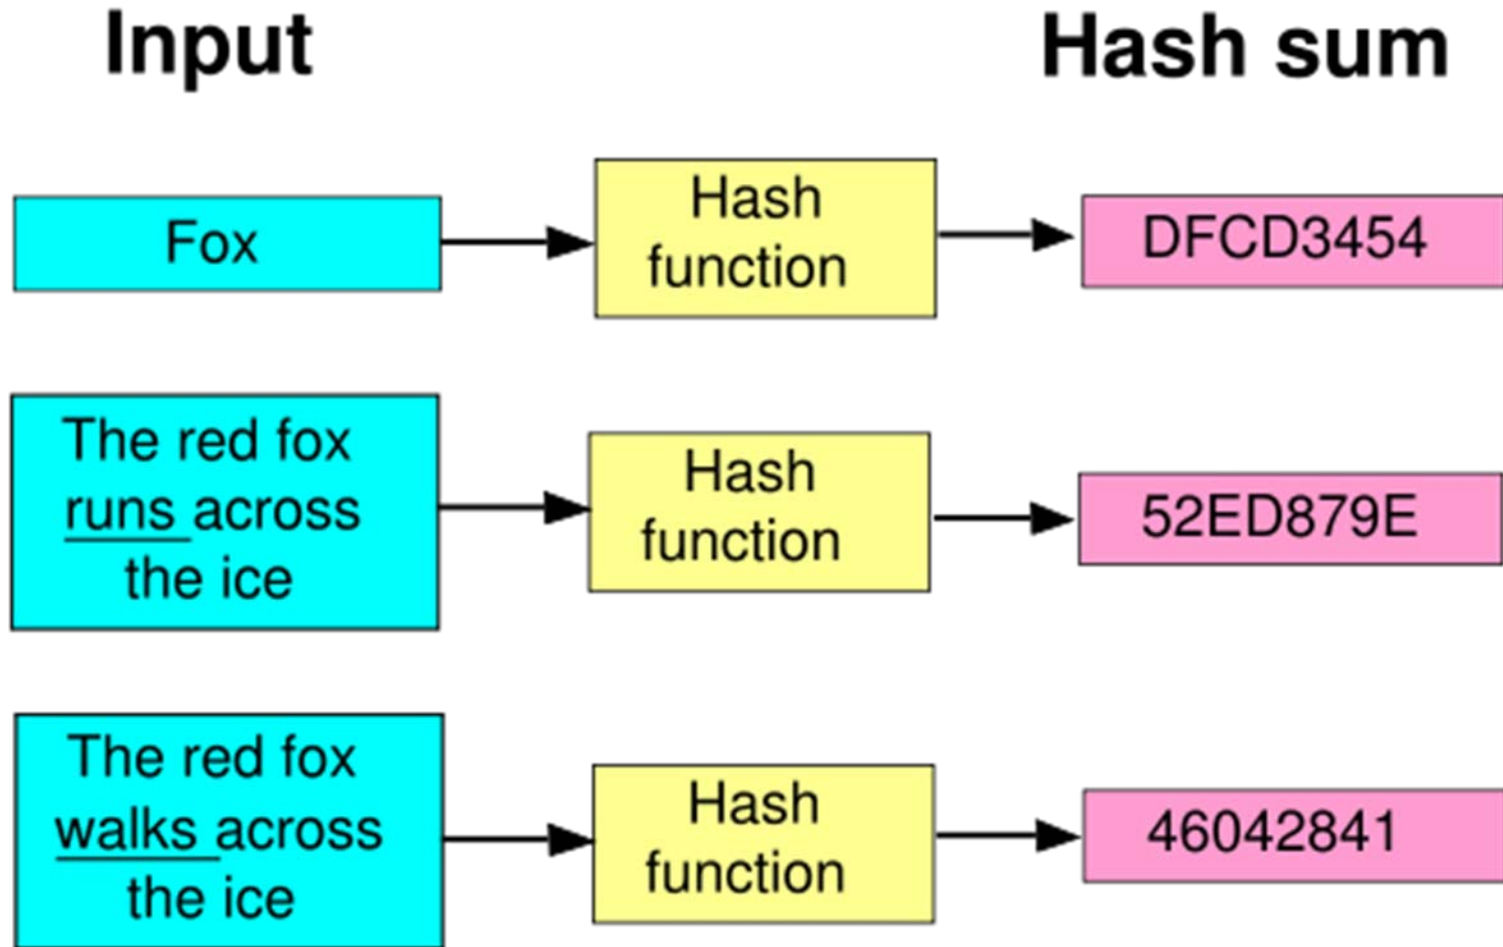 Input
Hash sum
Fox
Hash
function
DFCD3454
The red fox
runs across
the ice
Hash
function
52ED879E
The red fox
walks across
the ice
Hash
function
46042841